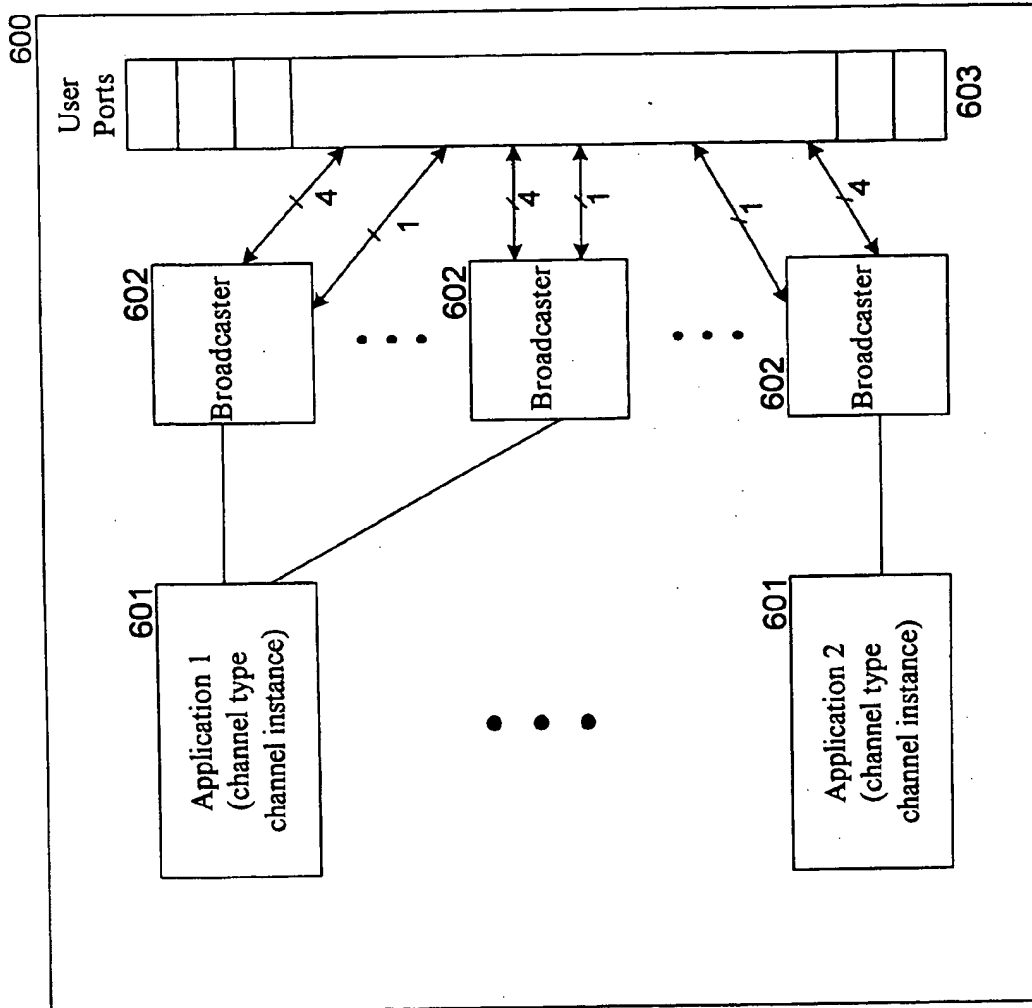 600
User
Ports
603
4
1
4
1
1
4
602
Broadcaster
602
Broadcaster
602
Broadcaster
601
Application 1
(channel type
channel instance)
601
Application 2
(channel type
channel instance)